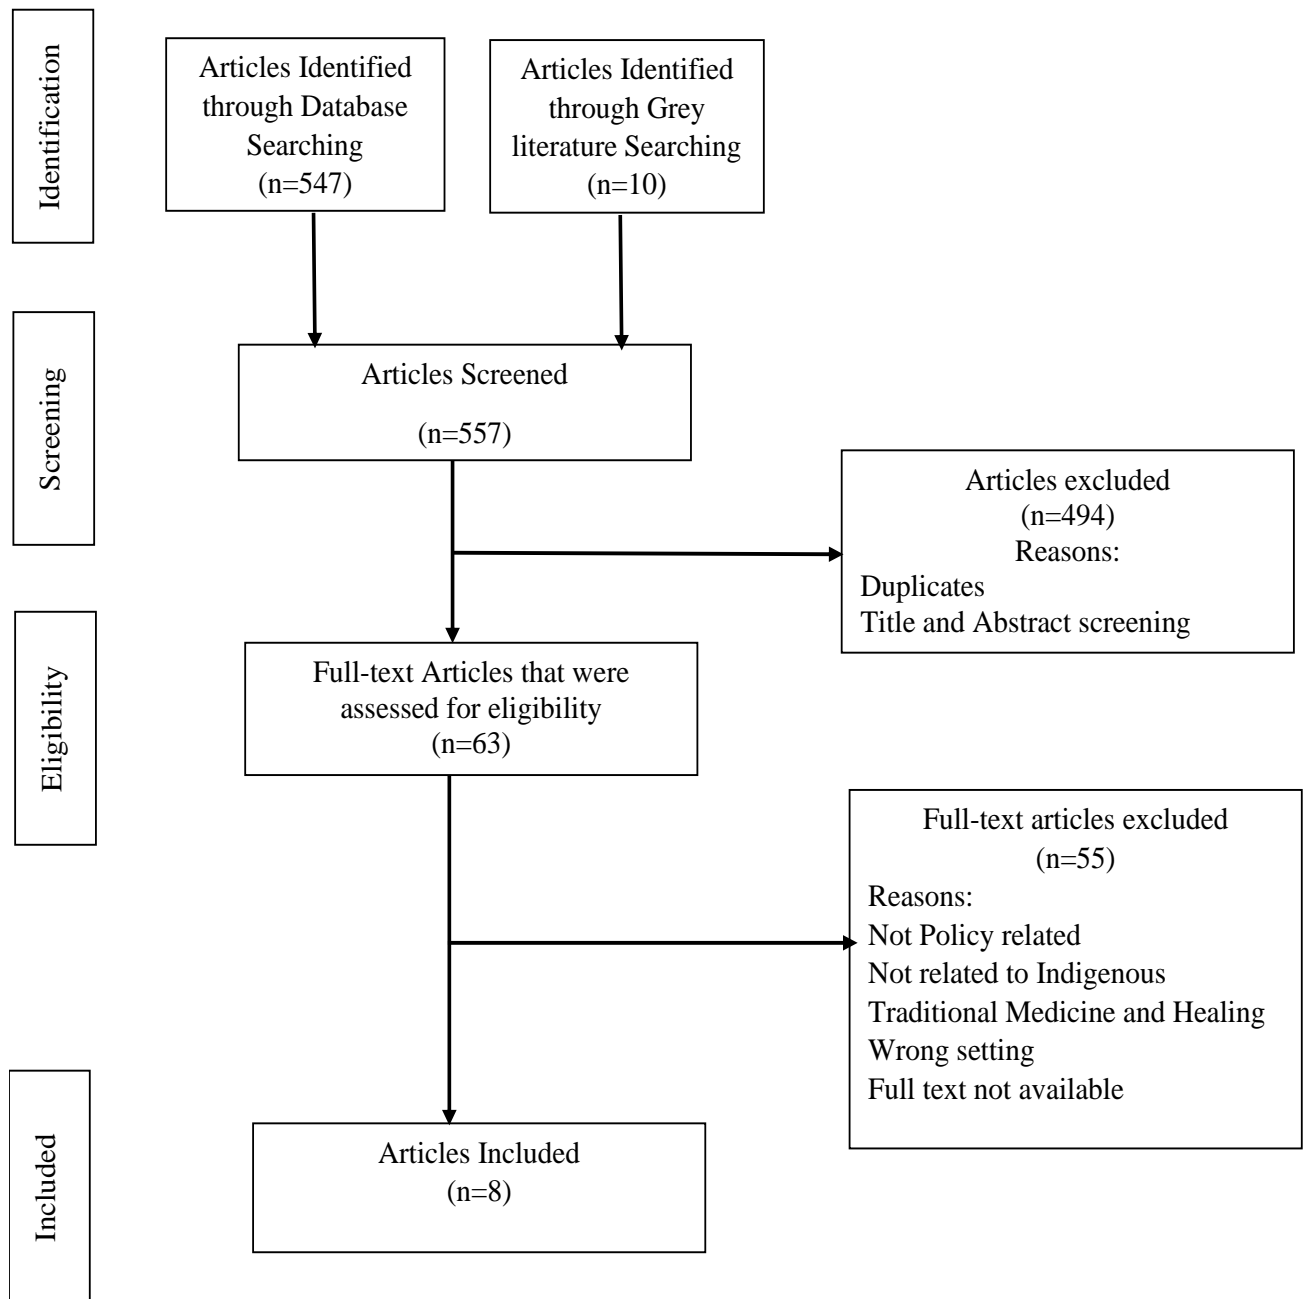 Identification
Articles Identified
through Database
Searching
(n=547)
Articles Identified
through Grey
literature Searching
(n=10)
Screening
Articles Screened
(n=557)
Articles excluded
(n=494)
Reasons:
Duplicates
Title and Abstract screening
Eligibility
Full-text Articles that were
assessed for eligibility
(n=63)
Full-text articles excluded
(n=55)
Reasons:
Not Policy related
Not related to Indigenous
Traditional Medicine and Healing
Wrong setting
Full text not available
Included
Articles Included
(n=8)